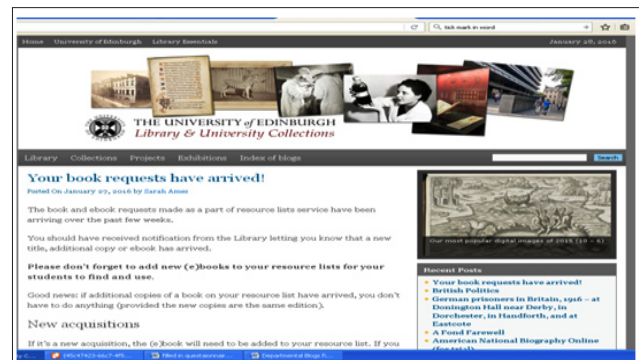 tick mark in word
Home University of Edinburgh Library Essentials January 28, 2016
THE UNIVERSITY of EDINBURGH
Library & University Collections
Library Collections Projects Exhibitions Index of blogs Search
Your book requests have arrived!
Posted On January 27, 2016 by Sarah Ames
The book and ebook requests made as a part of resource lists service have been
arriving over the past few weeks.
You should have received notification from the Library letting you know that a new
title, additional copy or ebook has arrived.
Please don't forget to add new (e)books to your resource lists for your
students to find and use.
Good news: if additional copies of a book on your resource list have arrived, you don't
have to do anything (provided the new copies are the same edition).
New acquisitions
If it's a new acquisition, the (e)book will need to be added to your resource list. If you
Our most popular digital images of 2015 (10 – 6)
Recent Posts
Your book requests have arrived!
British Politics
German prisoners in Britain, 1916 – at
Donington Hall near Derby, in
Dorchester, in Handforth, and at
Eastcote
A Fond Farewell
American National Biography Online
(for trial)
Filled in questionnair...
Departmental Blogs R...